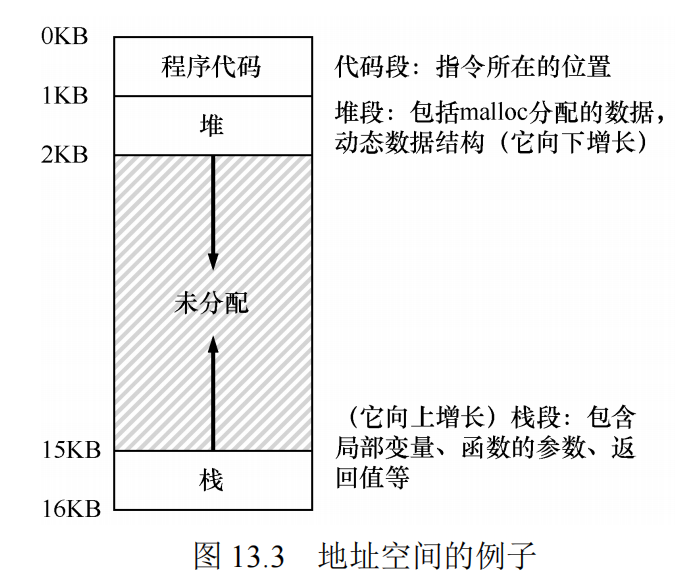 0KB
程序代码
代码段：指令所在的位置
1KB
堆
堆段：包括malloc分配的数据，
动态数据结构（它向下增长）
2KB
未分配
（它向上增长）栈段：包含
局部变量、函数的参数、返
回值等
15KB
栈
16KB
图 13.3 地址空间的例子